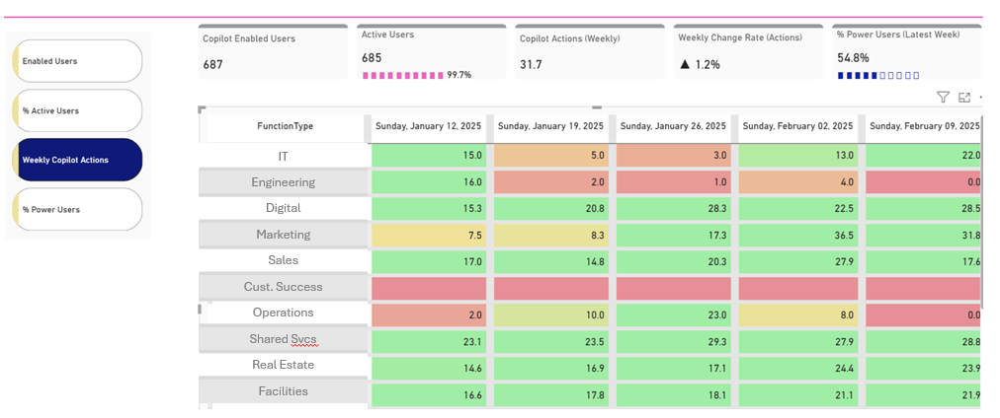 Enabled Users
% Active Users
Weekly Copilot Actions
% Power Users
Copilot Enabled Users
687
Active Users
685
99.7%
Copilot Actions (Weekly)
31.7
Weekly Change Rate (Actions)
▲ 1.2%
% Power Users (Latest Week)
54.8%
FunctionType Sunday, January 12, 2025 Sunday, January 19, 2025 Sunday, January 26, 2025 Sunday, February 02, 2025 Sunday, February 09, 2025
IT 15.0 5.0 3.0 13.0 22.0
Engineering 16.0 2.0 1.0 4.0 0.0
Digital 15.3 20.8 28.3 22.5 28.5
Marketing 7.5 8.3 17.3 36.5 31.8
Sales 17.0 14.8 20.3 27.9 17.6
Cust. Success
Operations 2.0 10.0 23.0 8.0 0.0
Shared Svcs 23.1 23.5 29.3 27.9 28.8
Real Estate 14.6 16.9 17.1 24.4 23.9
Facilities 16.6 17.8 18.1 21.1 21.9